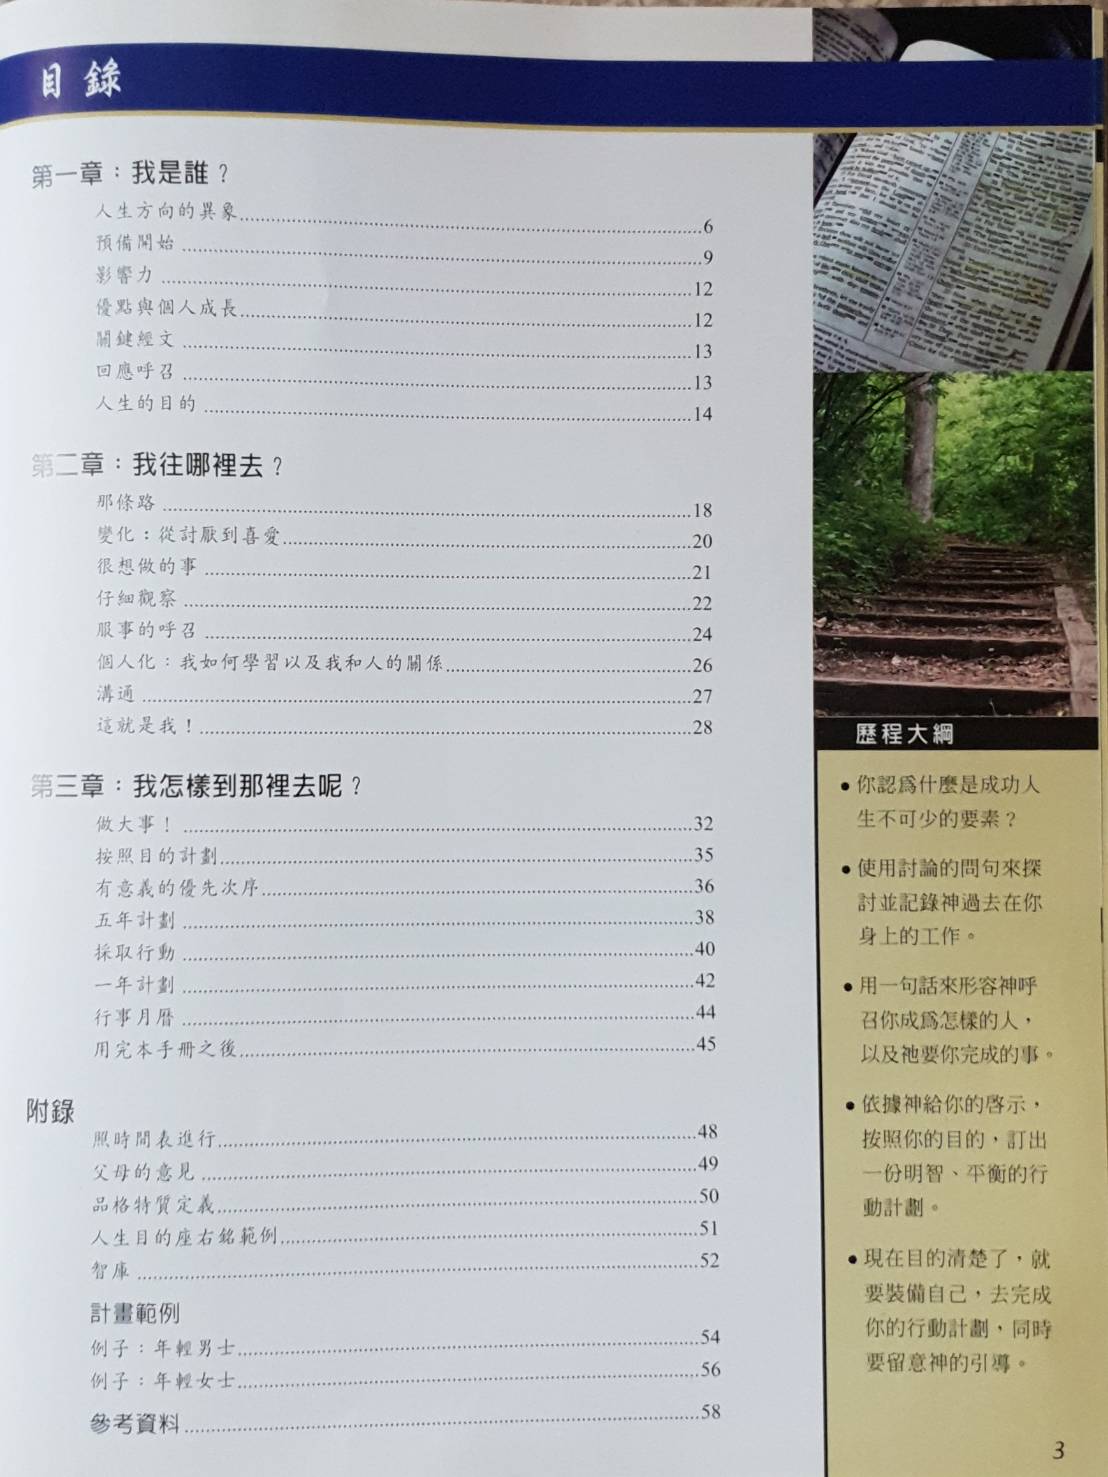 目錄
第一章：我是誰？
人生方向的異象 6
預備開始 9
影響力 12
優點與個人成長 12
關鍵經文 13
回應呼召 13
人生的目的 14
第二章：我往哪裡去？
那條路 18
變化：從討厭到喜愛 20
很想做的事 21
仔細觀察 22
服事的呼召 24
個人化：我如何學習以及我和人的關係 26
溝通 27
這就是我！ 28
第三章：我怎樣到那裡去呢？
做大事！ 32
按照目的計劃 35
有意義的優先次序 36
五年計劃 38
採取行動 40
一年計劃 42
行事月曆 44
用完本手冊之後 45
附錄
照時間表進行 48
父母的意見 49
品格特質定義 50
人生目的座右銘範例 51
智庫 52
計畫範例
例子：年輕男士 54
例子：年輕女士 56
參考資料 58
歷程大綱
• 你認爲什麼是成功人
生不可少的要素？
• 使用討論的問句來探
討並記錄神過去在你
身上的工作。
• 用一句話來形容神呼
召你成爲怎樣的人，
以及祂要你完成的事。
• 依據神給你的啓示，
按照你的目的，訂出
一份明智、平衡的行
動計劃。
• 現在目的清楚了，就
要裝備自己，去完成
你的行動計劃，同時
要留意神的引導。
3